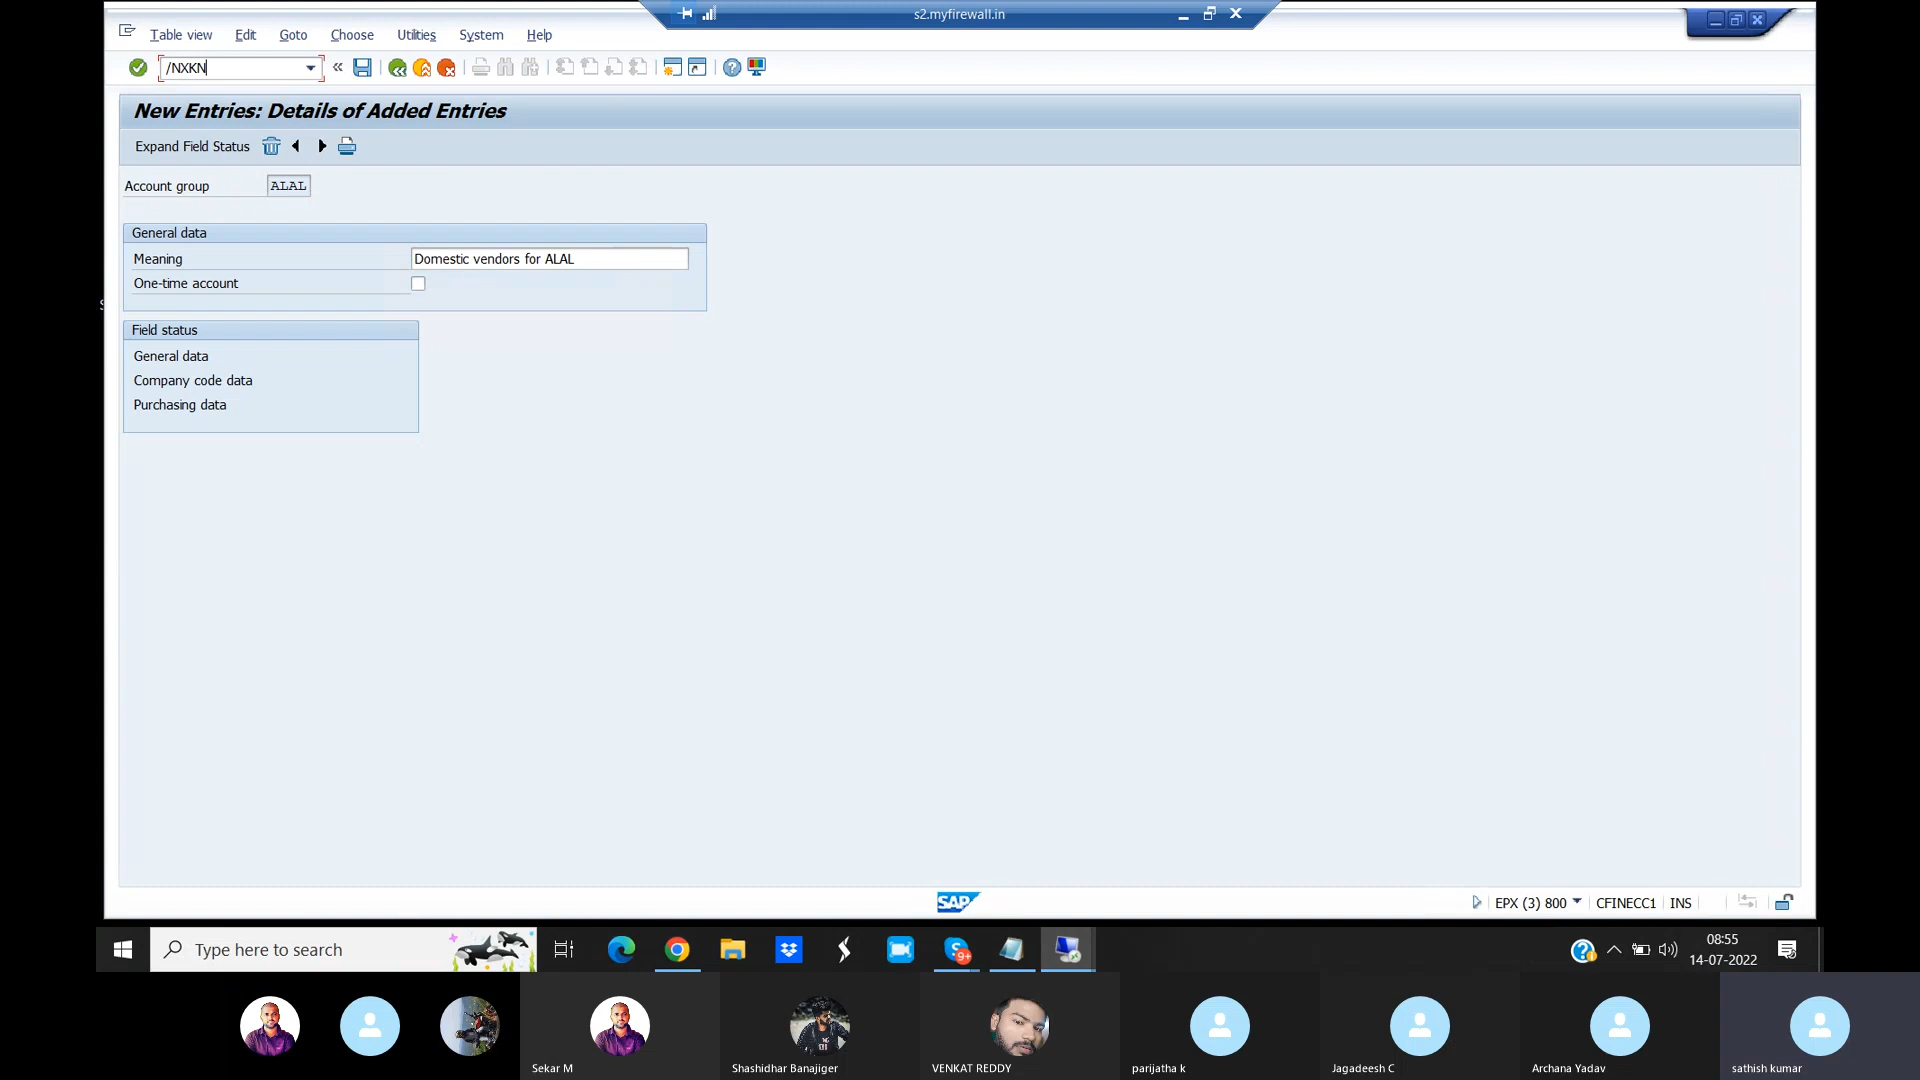 s2.myfirewall.in
Table view Edit Goto Choose Utilities System Help
/NXKN
New Entries: Details of Added Entries
Expand Field Status
Account group ALAL
General data
Meaning Domestic vendors for ALAL
One-time account
Field status
General data
Company code data
Purchasing data
SAP
EPX (3) 800 CFINECC1 INS
Type here to search
9+
08:55
14-07-2022
Sekar M Shashidhar Banajiger VENKAT REDDY parijatha k Jagadeesh C Archana Yadav sathish kumar